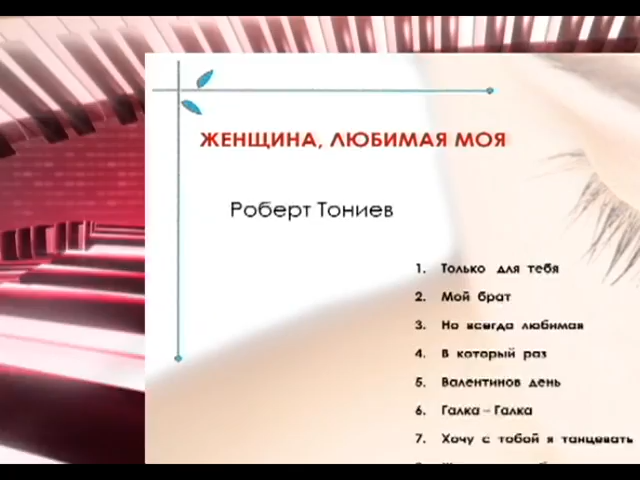 ЖЕНЩИНА, ЛЮБИМАЯ МОЯ
Роберт Тониев
1. Только для тебя
2. Мой брат
3. Но всегда любимая
4. В который раз
5. Валентинов день
6. Галка – Галка
7. Хочу с тобой я танцевать